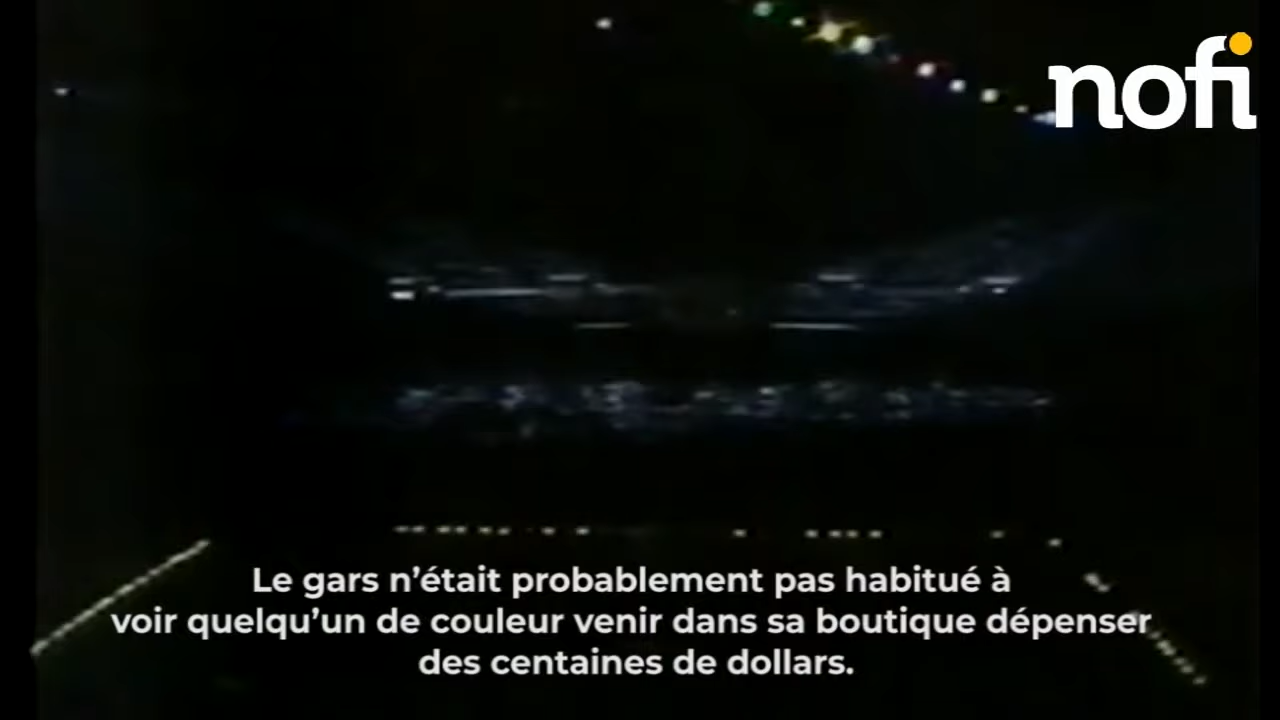 nofi
Le gars n’était probablement pas habitué à
voir quelqu’un de couleur venir dans sa boutique dépenser
des centaines de dollars.